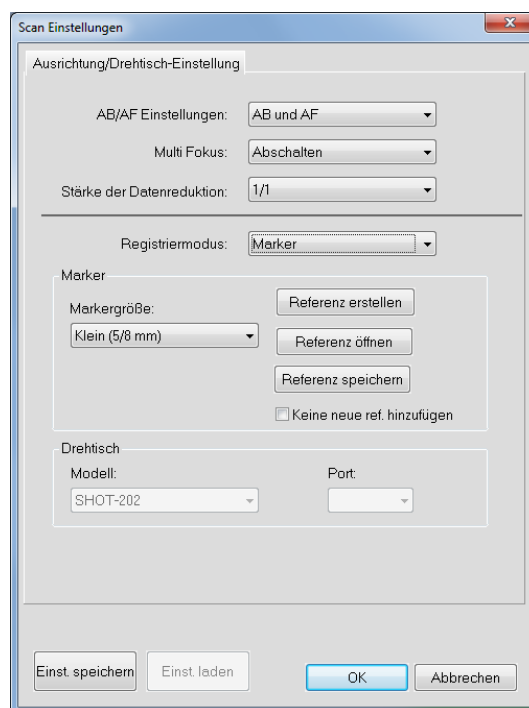 Scan Einstellungen
Ausrichtung/Drehtisch-Einstellung
AB/AF Einstellungen: AB und AF
Multi Fokus: Abschalten
Stärke der Datenreduktion: 1/1
Registriermodus: Marker
Marker
Markergröße:
Klein (5/8 mm)
Referenz erstellen
Referenz öffnen
Referenz speichern
Keine neue ref. hinzufügen
Drehtisch
Modell: Port:
SHOT-202
Einst. speichern Einst. laden OK Abbrechen